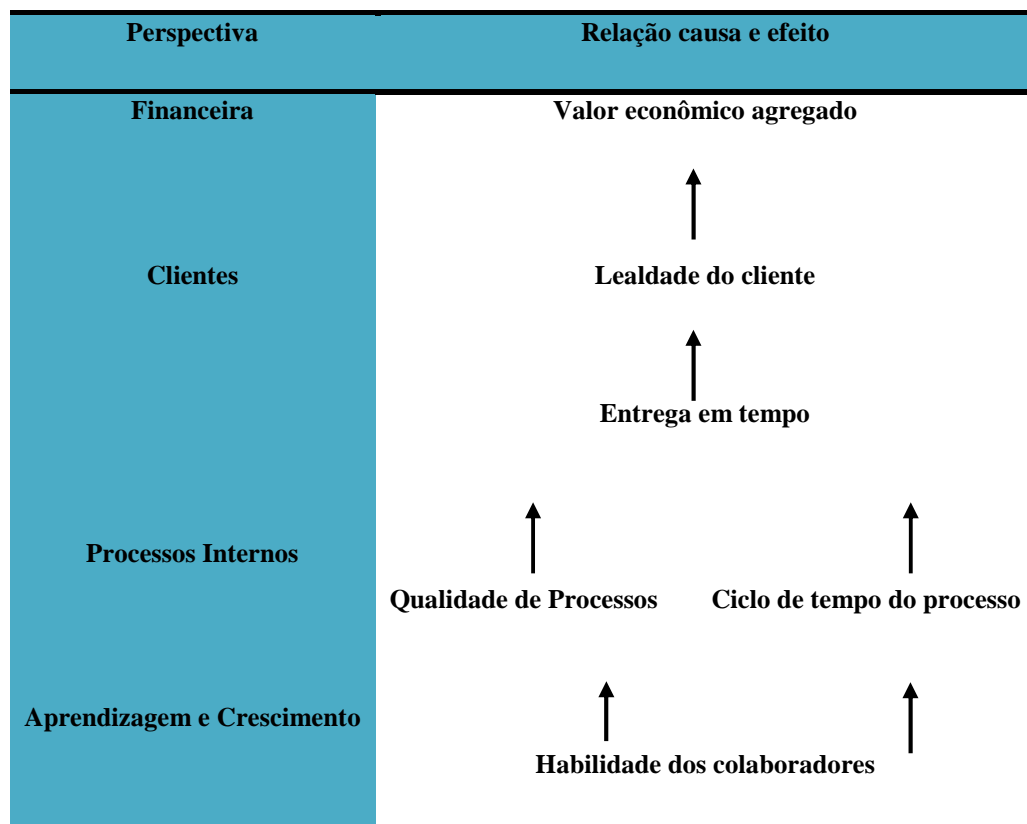 Perspectiva
Relação causa e efeito
Financeira
Valor econômico agregado
Clientes
Lealdade do cliente
Entrega em tempo
Processos Internos
Qualidade de Processos
Ciclo de tempo do processo
Aprendizagem e Crescimento
Habilidade dos colaboradores